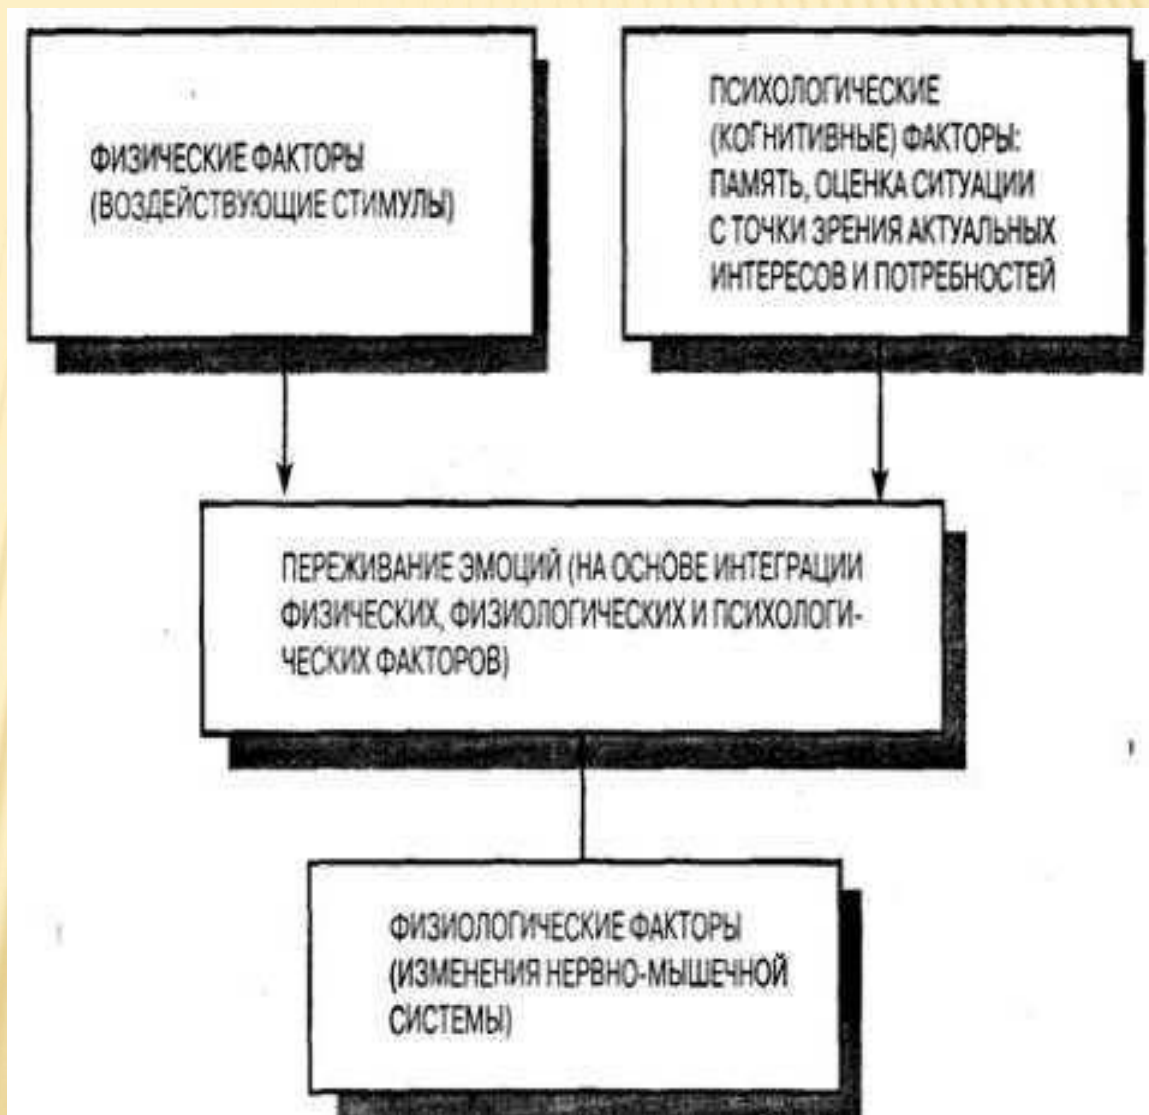 ФИЗИЧЕСКИЕ ФАКТОРЫ
(ВОЗДЕЙСТВУЮЩИЕ СТИМУЛЫ)
ПСИХОЛОГИЧЕСКИЕ
(КОГНИТИВНЫЕ) ФАКТОРЫ:
ПАМЯТЬ, ОЦЕНКА СИТУАЦИИ
С ТОЧКИ ЗРЕНИЯ АКТУАЛЬНЫХ
ИНТЕРЕСОВ И ПОТРЕБНОСТЕЙ
ПЕРЕЖИВАНИЕ ЭМОЦИЙ (НА ОСНОВЕ ИНТЕГРАЦИИ
ФИЗИЧЕСКИХ, ФИЗИОЛОГИЧЕСКИХ И ПСИХОЛОГИ-
ЧЕСКИХ ФАКТОРОВ)
ФИЗИОЛОГИЧЕСКИЕ ФАКТОРЫ
(ИЗМЕНЕНИЯ НЕРВНО-МЫШЕЧНОЙ
СИСТЕМЫ)